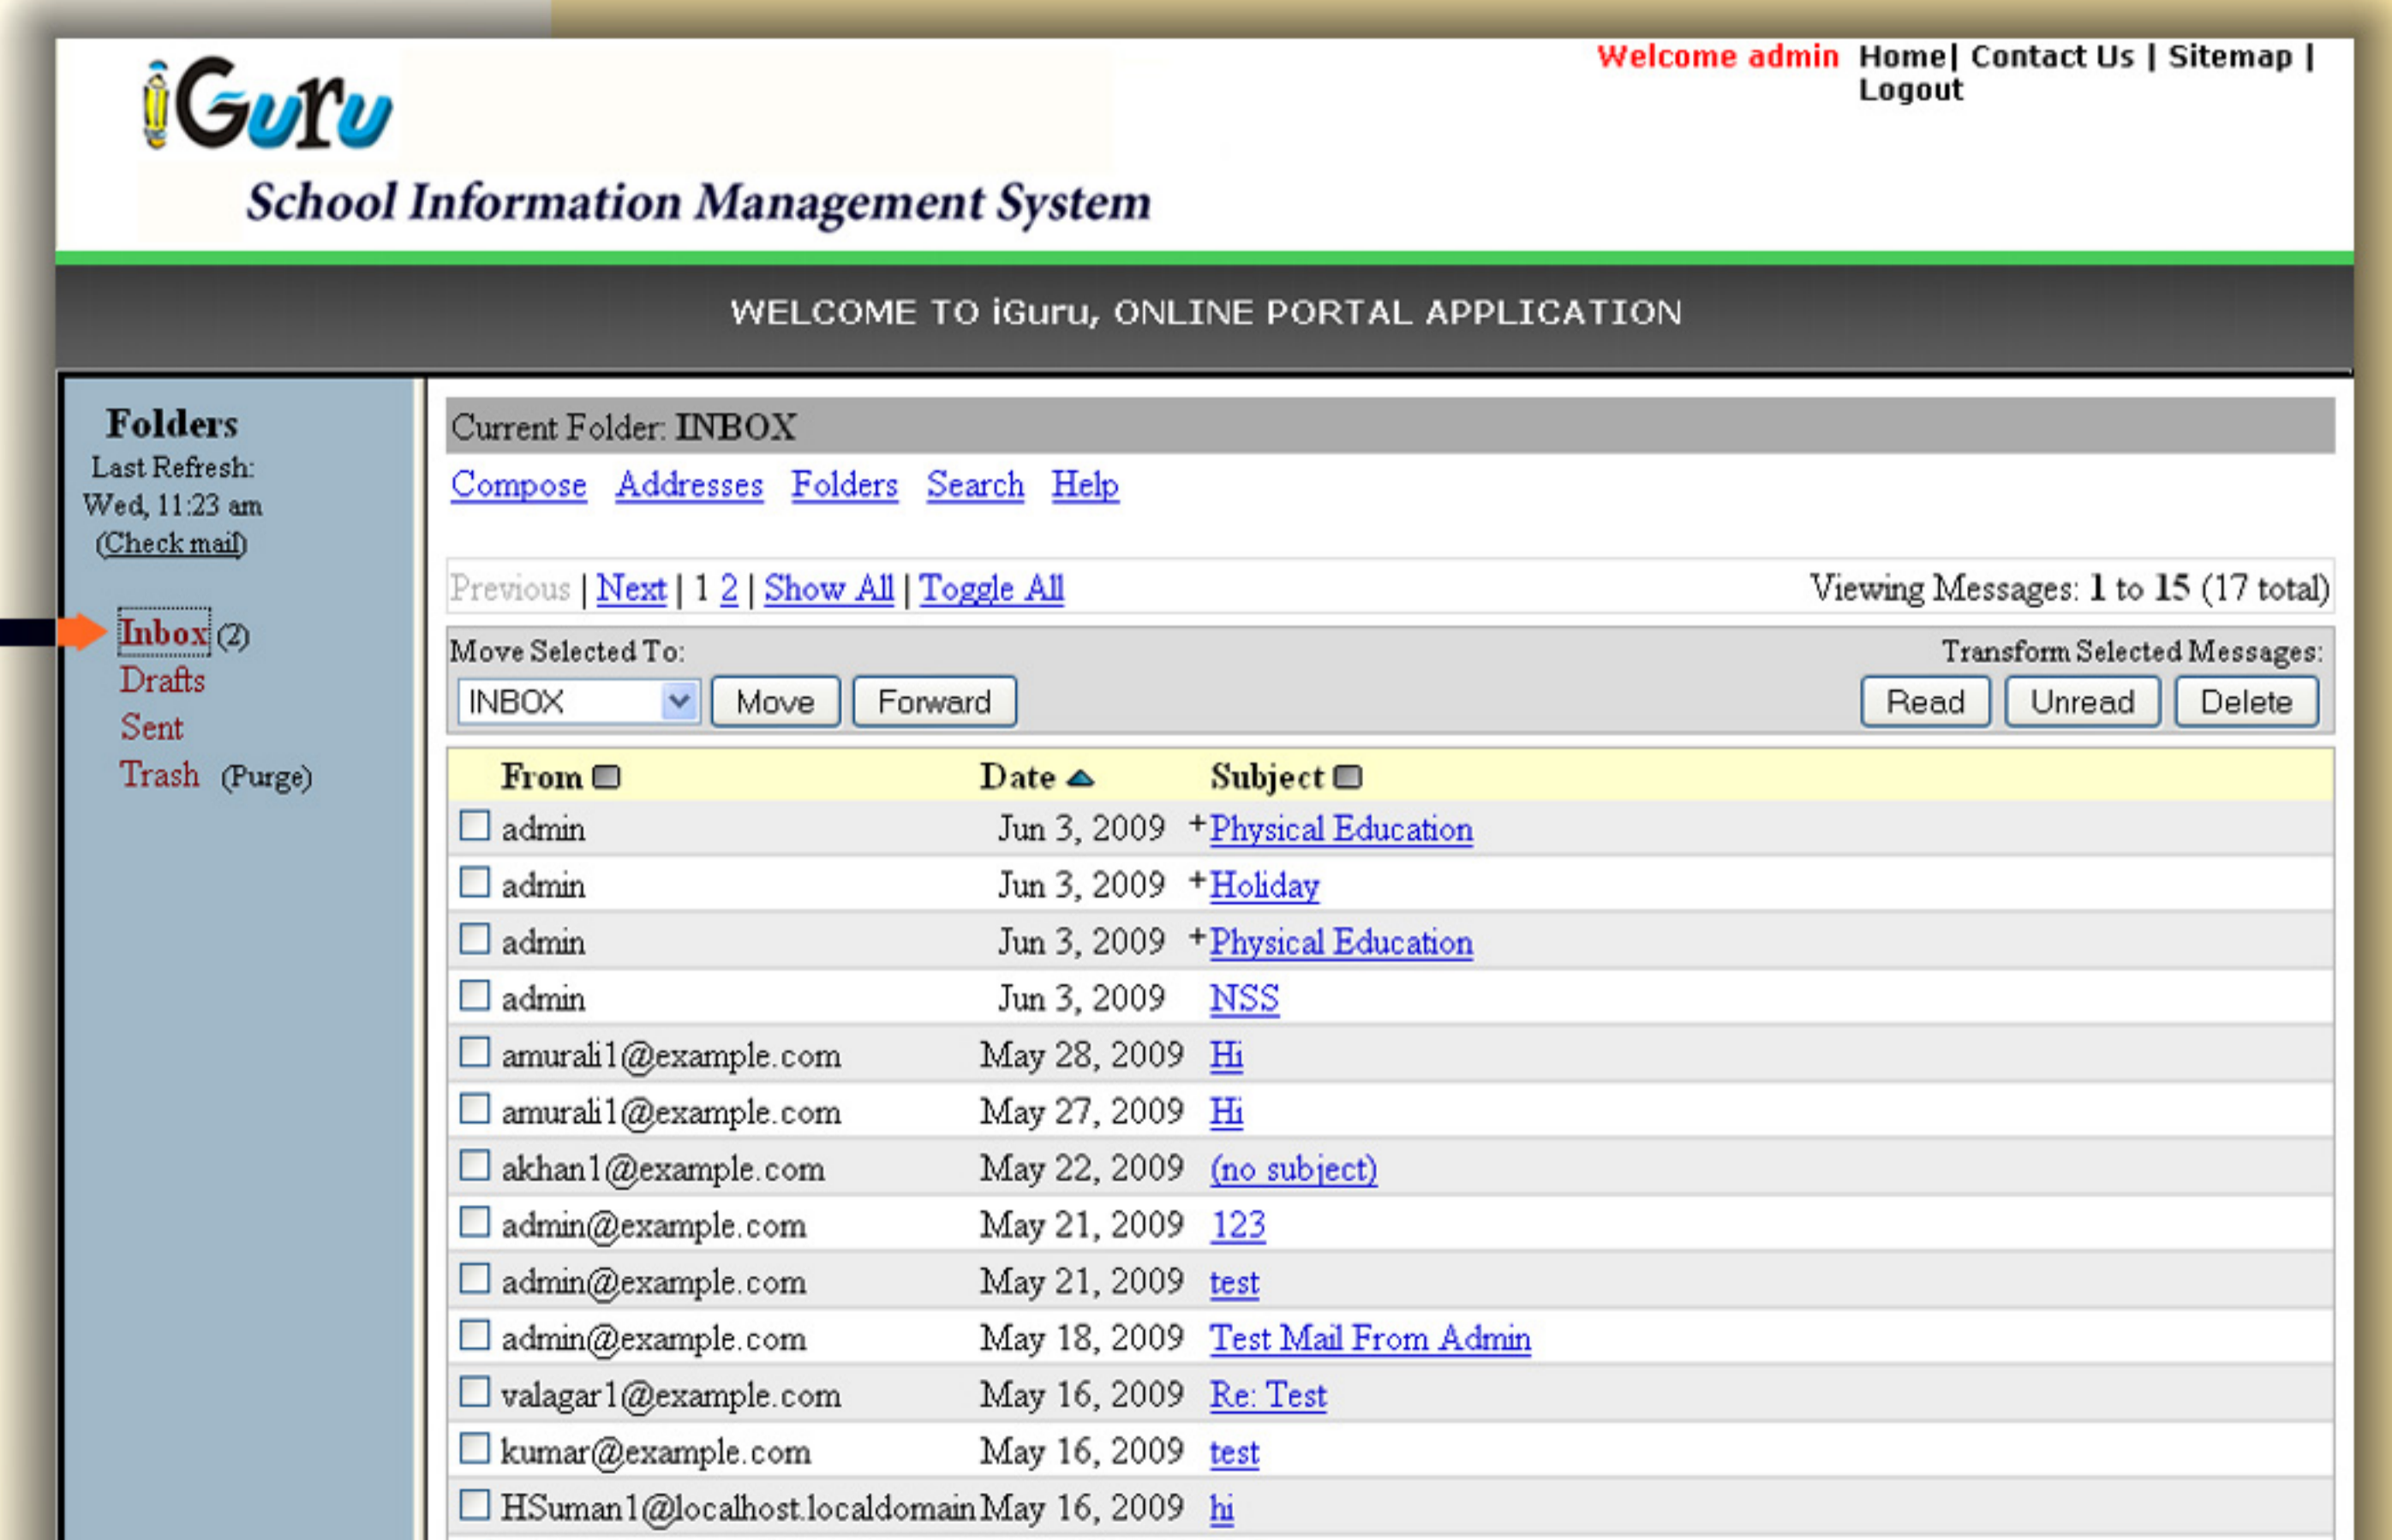 iGuru
Welcome admin Home| Contact Us | Sitemap |
Logout
School Information Management System
WELCOME TO iGuru, ONLINE PORTAL APPLICATION
Folders
Last Refresh:
Wed, 11:23 am
(Check mail)
Inbox (2)
Drafts
Sent
Trash (Purge)
Current Folder: INBOX
Compose Addresses Folders Search Help
Previous | Next | 1 2 | Show All | Toggle All Viewing Messages: 1 to 15 (17 total)
Move Selected To: Transform Selected Messages:
INBOX Move Forward Read Unread Delete
From Date Subject
admin Jun 3, 2009 +Physical Education
admin Jun 3, 2009 +Holiday
admin Jun 3, 2009 +Physical Education
admin Jun 3, 2009 NSS
amurali1@example.com May 28, 2009 Hi
amurali1@example.com May 27, 2009 Hi
akhan1@example.com May 22, 2009 (no subject)
admin@example.com May 21, 2009 123
admin@example.com May 21, 2009 test
admin@example.com May 18, 2009 Test Mail From Admin
valagar1@example.com May 16, 2009 Re: Test
kumar@example.com May 16, 2009 test
HSuman1@localhost.localdomain May 16, 2009 hi